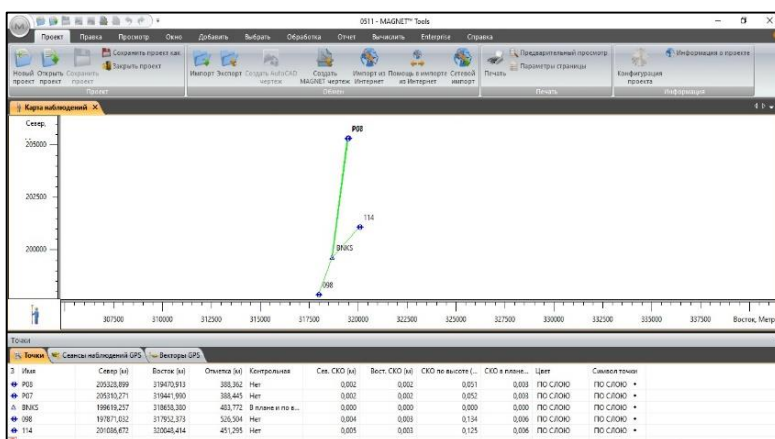 0511 - MAGNET™ Tools
Проект Правка Просмотр Окно Добавить Выбрать Обработка Отчет Вычислить Enterprise Справка
Новый проект
Открыть проект
Сохранить проект
Сохранить проект как
Закрыть проект
Проект
Импорт Экспорт
Создать AutoCAD чертеж
Создать MAGNET чертеж
Импорт из Интернет
Помощь в импорте из Интернет
Сетевой импорт
Обмен
Печать
Предварительный просмотр
Параметры страницы
Печать
Конфигурация проекта
Информация о проекте
Информация
Карта наблюдений X
Север,
205000
202500
200000
P08
114
BNKS
098
307500 310000 312500 315000 317500 320000 322500 325000 327500 330000 332500 335000 337500 Восток, Метр
Точки
Точки Сеансы наблюдений GPS Векторы GPS
З Имя Север (м) Восток (м) Отметка (м) Контрольная Сев. СКО (м) Вост. СКО (м) СКО по высоте (... СКО в плане... Цвет Символ точки
P08 205328,899 319470,913 388,362 Нет 0,002 0,002 0,051 0,003 ПО СЛОЮ ПО СЛОЮ
P07 205310,271 319441,990 388,445 Нет 0,002 0,002 0,052 0,003 ПО СЛОЮ ПО СЛОЮ
BNKS 199619,257 318658,380 483,772 В плане и по в... 0,000 0,000 0,000 0,000 ПО СЛОЮ ПО СЛОЮ
098 197871,032 317952,373 526,504 Нет 0,004 0,003 0,134 0,006 ПО СЛОЮ ПО СЛОЮ
114 201086,672 320048,414 451,295 Нет 0,005 0,003 0,125 0,006 ПО СЛОЮ ПО СЛОЮ